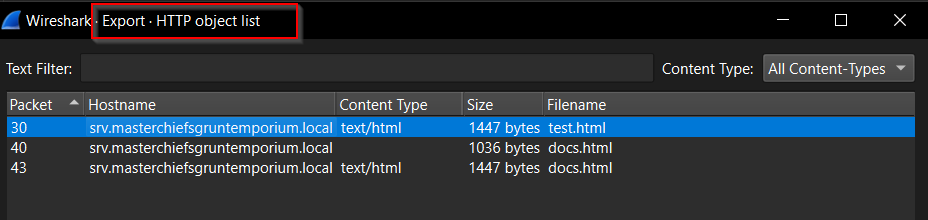 Wireshark · Export · HTTP object list
Text Filter: Content Type: All Content-Types
Packet Hostname Content Type Size Filename
30 srv.masterchiefsgruntemporium.local text/html 1447 bytes test.html
40 srv.masterchiefsgruntemporium.local 1036 bytes docs.html
43 srv.masterchiefsgruntemporium.local text/html 1447 bytes docs.html